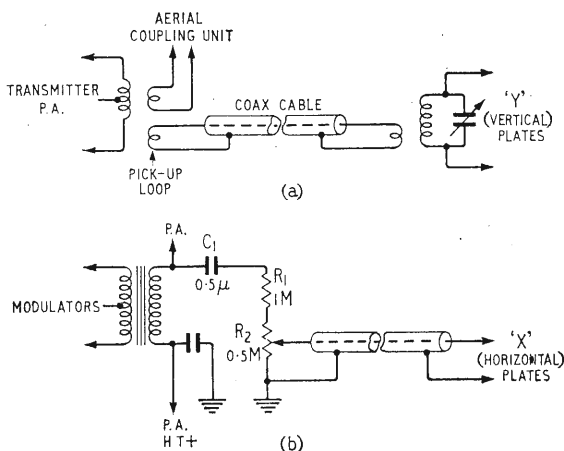 AERIAL
COUPLING UNIT
TRANSMITTER
P.A.
COAX CABLE
'Y'
(VERTICAL)
PLATES
PICK-UP
LOOP
(a)
P.A.
C1
0·5μ
R1
1M
MODULATORS
R2
0·5M
'X'
(HORIZONTAL)
PLATES
P.A.
HT+
(b)